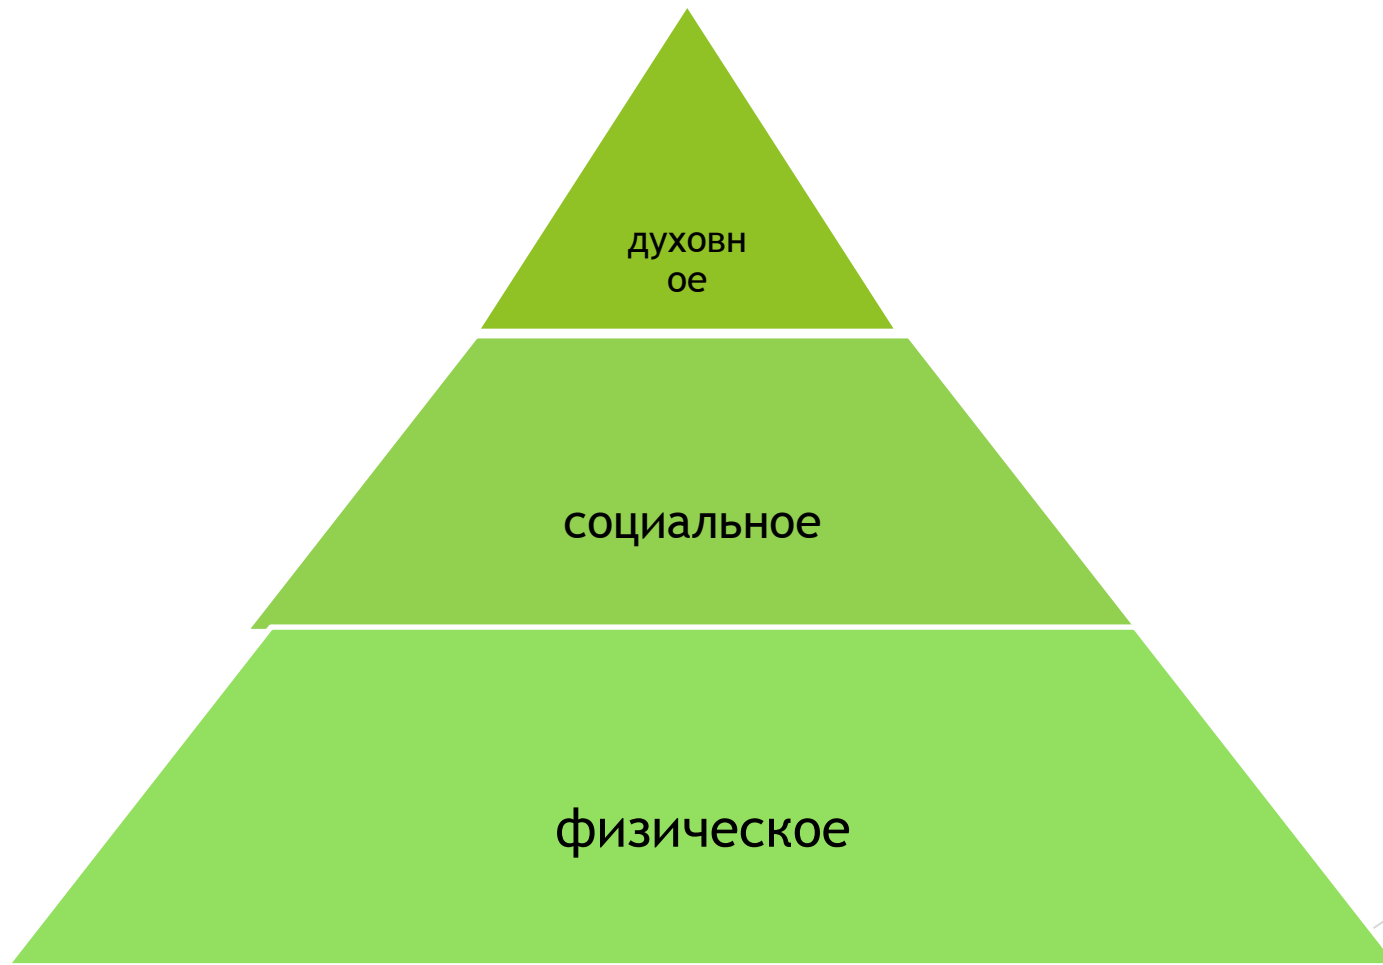 духовн
ое
социальное
физическое